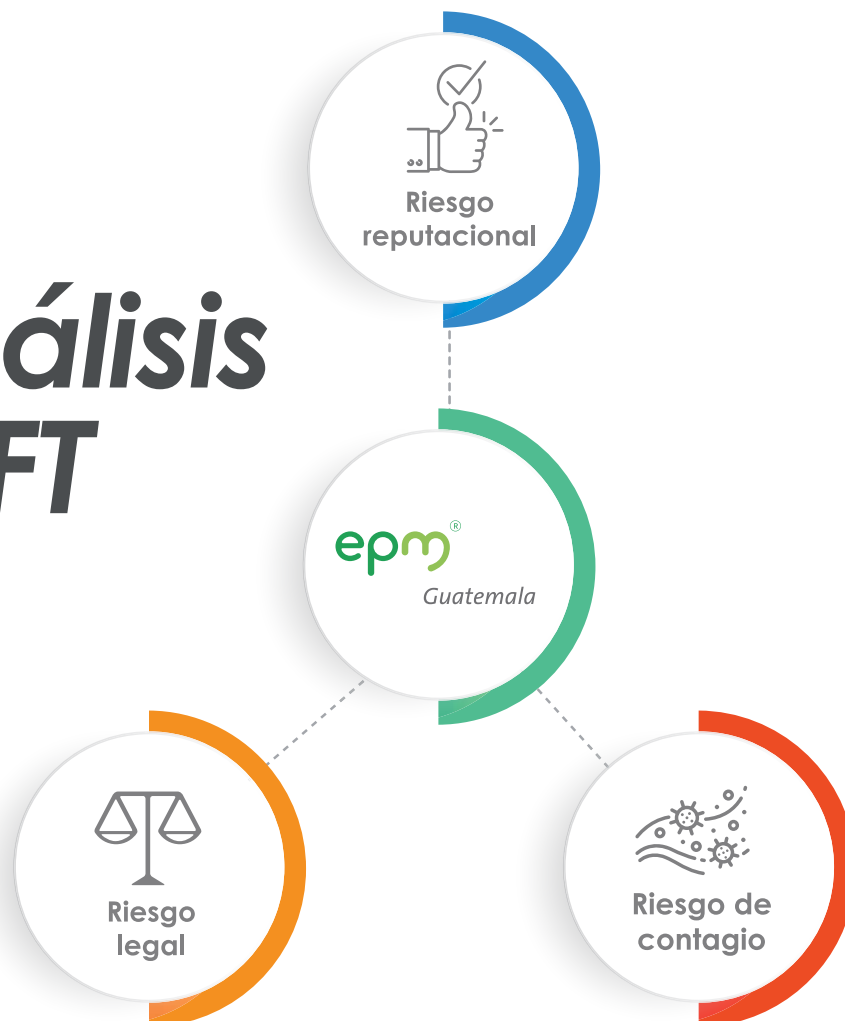 Riesgo
reputacional
álisis
FT
epm®
Guatemala
Riesgo
legal
Riesgo de
contagio